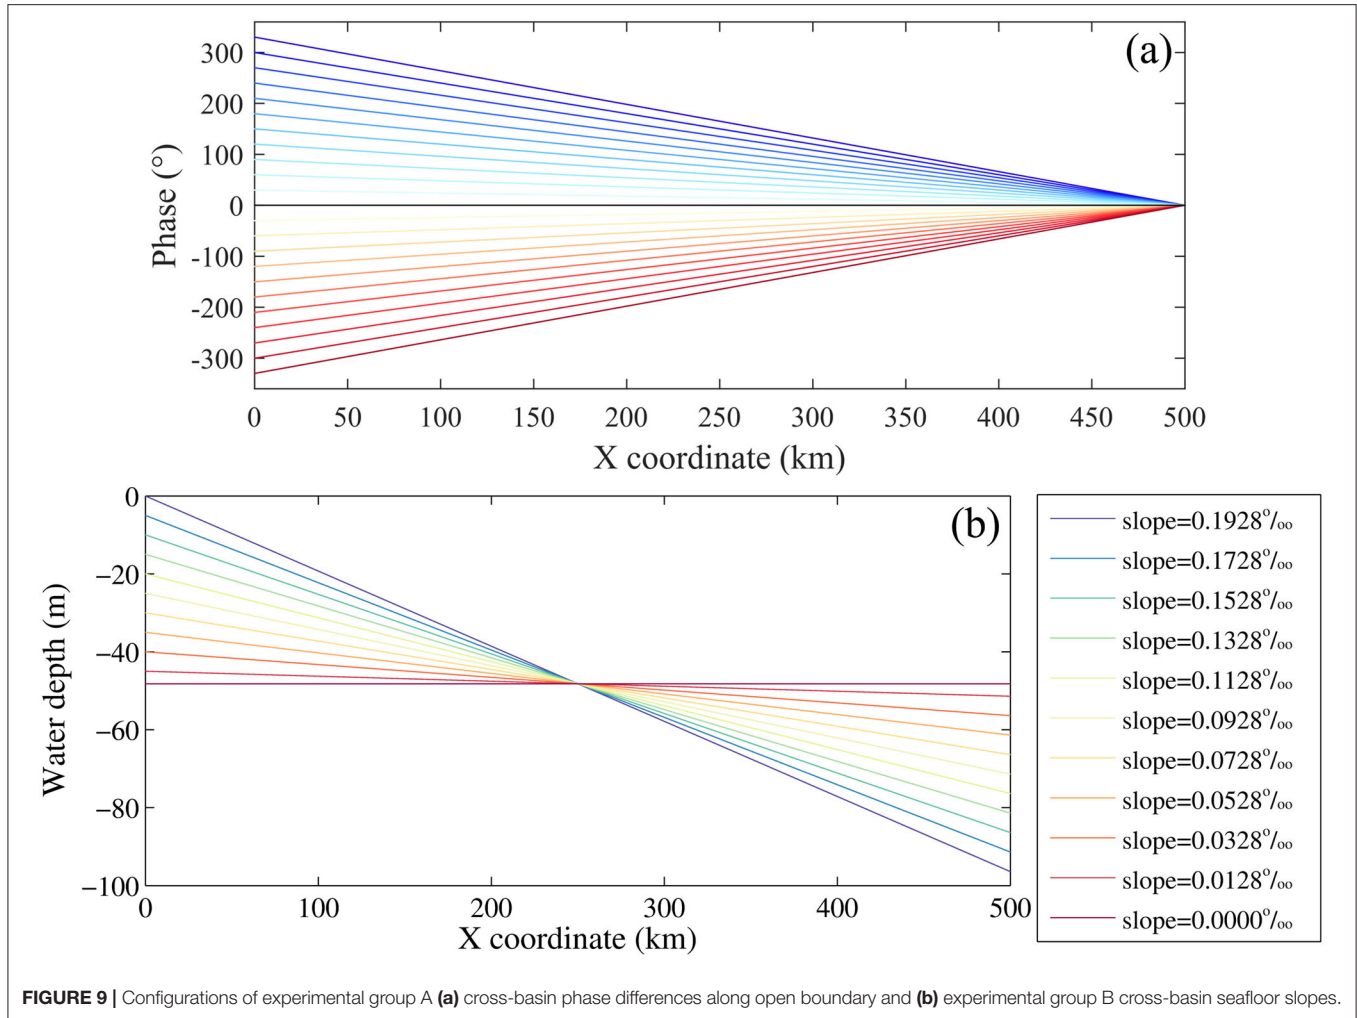 (a)
300
200
100
0
-100
-200
-300
Phase (°)
0 50 100 150 200 250 300 350 400 450 500
X coordinate (km)
(b)
0
−20
−40
−60
−80
−100
Water depth (m)
0 100 200 300 400 500
X coordinate (km)
slope=0.1928°/₀₀
slope=0.1728°/₀₀
slope=0.1528°/₀₀
slope=0.1328°/₀₀
slope=0.1128°/₀₀
slope=0.0928°/₀₀
slope=0.0728°/₀₀
slope=0.0528°/₀₀
slope=0.0328°/₀₀
slope=0.0128°/₀₀
slope=0.0000°/₀₀
FIGURE 9 | Configurations of experimental group A (a) cross-basin phase differences along open boundary and (b) experimental group B cross-basin seafloor slopes.